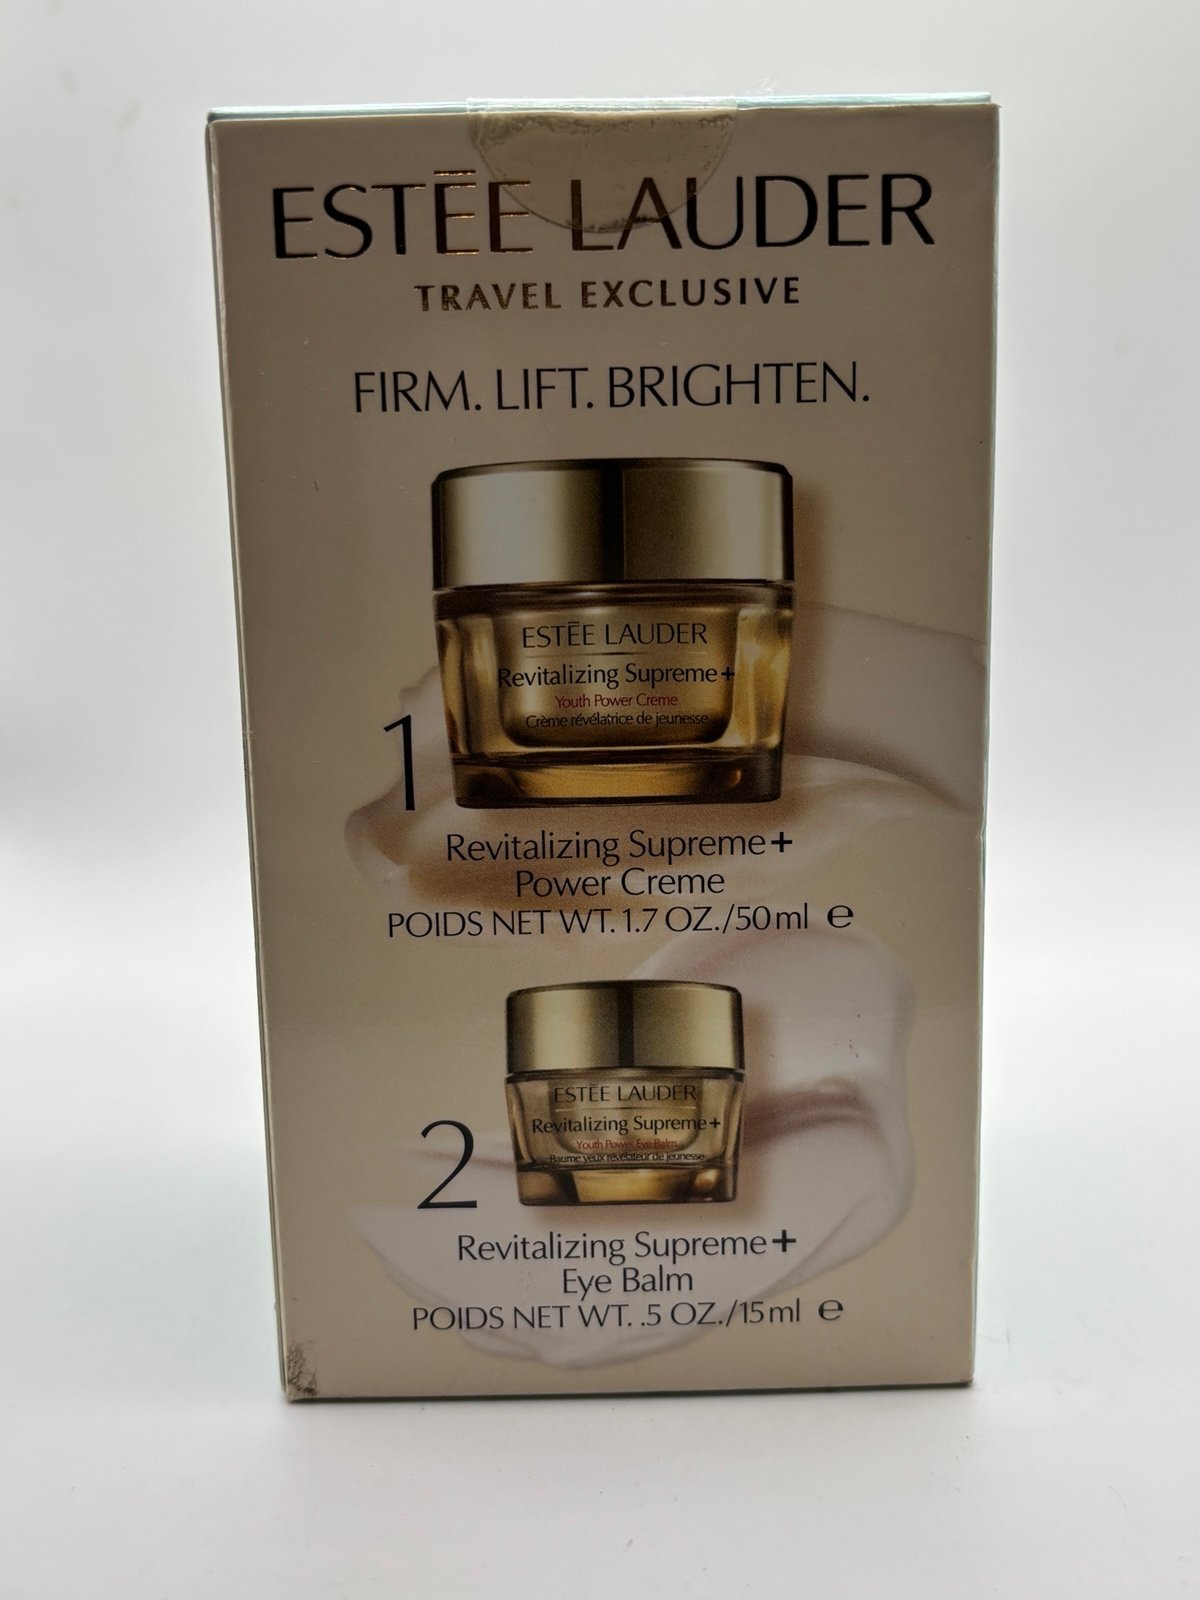 ESTĒE LAUDER
TRAVEL EXCLUSIVE
FIRM. LIFT. BRIGHTEN.
ESTĒE LAUDER
Revitalizing Supreme+
Youth Power Creme
Crème révélatrice de jeunesse
1
Revitalizing Supreme+
Power Creme
POIDS NET WT. 1.7 OZ./50ml ℮
ESTĒE LAUDER
Revitalizing Supreme+
Youth Power Eye Balm
Baume yeux révélateur de jeunesse
2
Revitalizing Supreme+
Eye Balm
POIDS NET WT. .5 OZ./15ml ℮